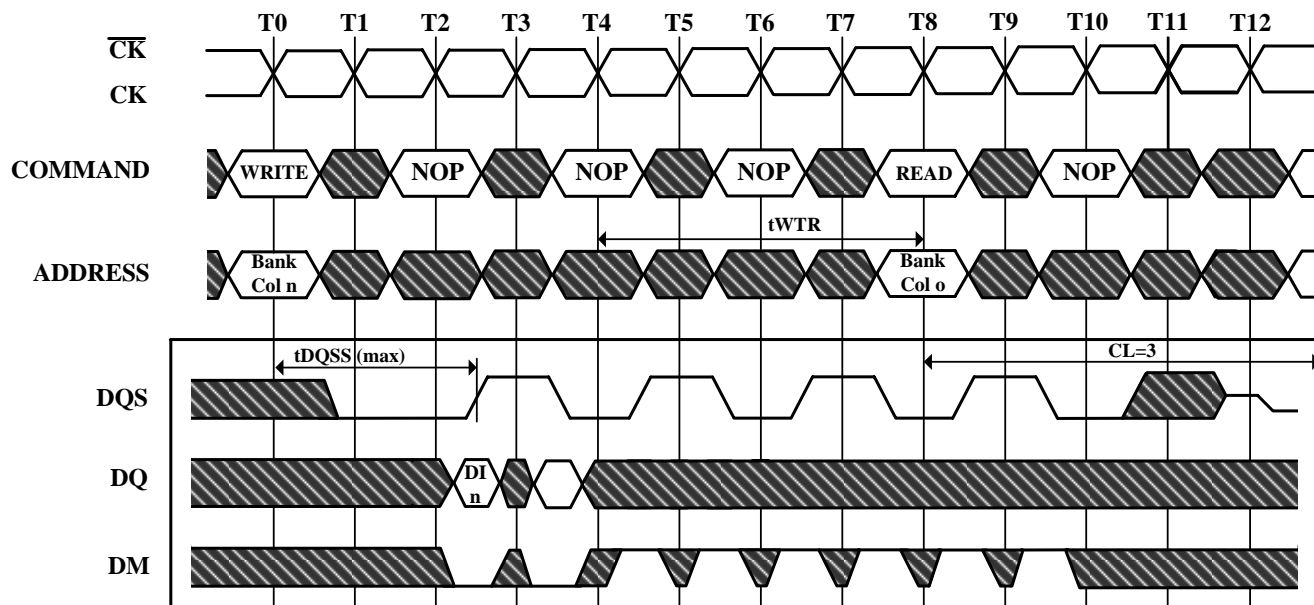 T0 T1 T2 T3 T4 T5 T6 T7 T8 T9 T10 T11 T12
CK
CK
COMMAND WRITE NOP NOP NOP READ NOP
tWTR
ADDRESS Bank Col n Bank Col o
tDQSS (max) CL=3
DQS
DQ DI n
DM